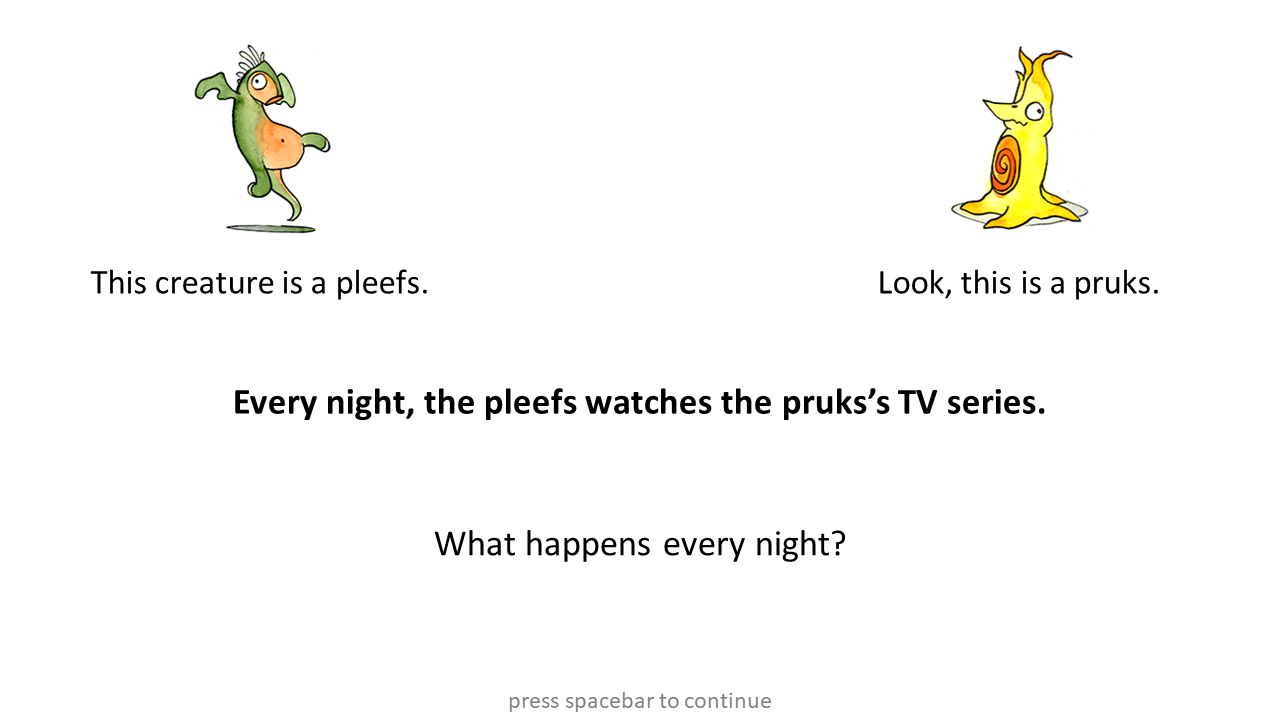 This creature is a pleefs.
Look, this is a pruks.
Every night, the pleefs watches the pruks’s TV series.
What happens every night?
press spacebar to continue